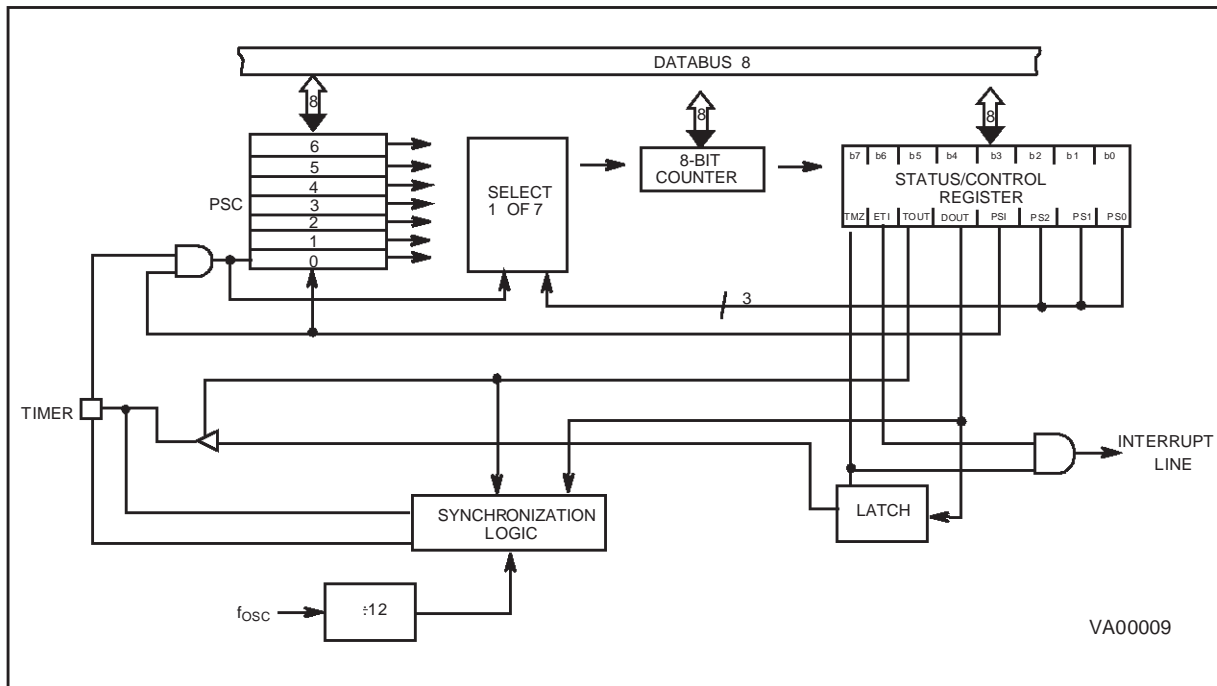 DATABUS 8
8
8
8
6
5
4
3
2
1
0
PSC
SELECT
1 OF 7
8-BIT
COUNTER
b7 b6 b5 b4 b3 b2 b1 b0
STATUS/CONTROL
REGISTER
TMZ ETI TOUT DOUT PSI PS2 PS1 PS0
3
TIMER
INTERRUPT
LINE
SYNCHRONIZATION
LOGIC
LATCH
fOSC
÷12
VA00009